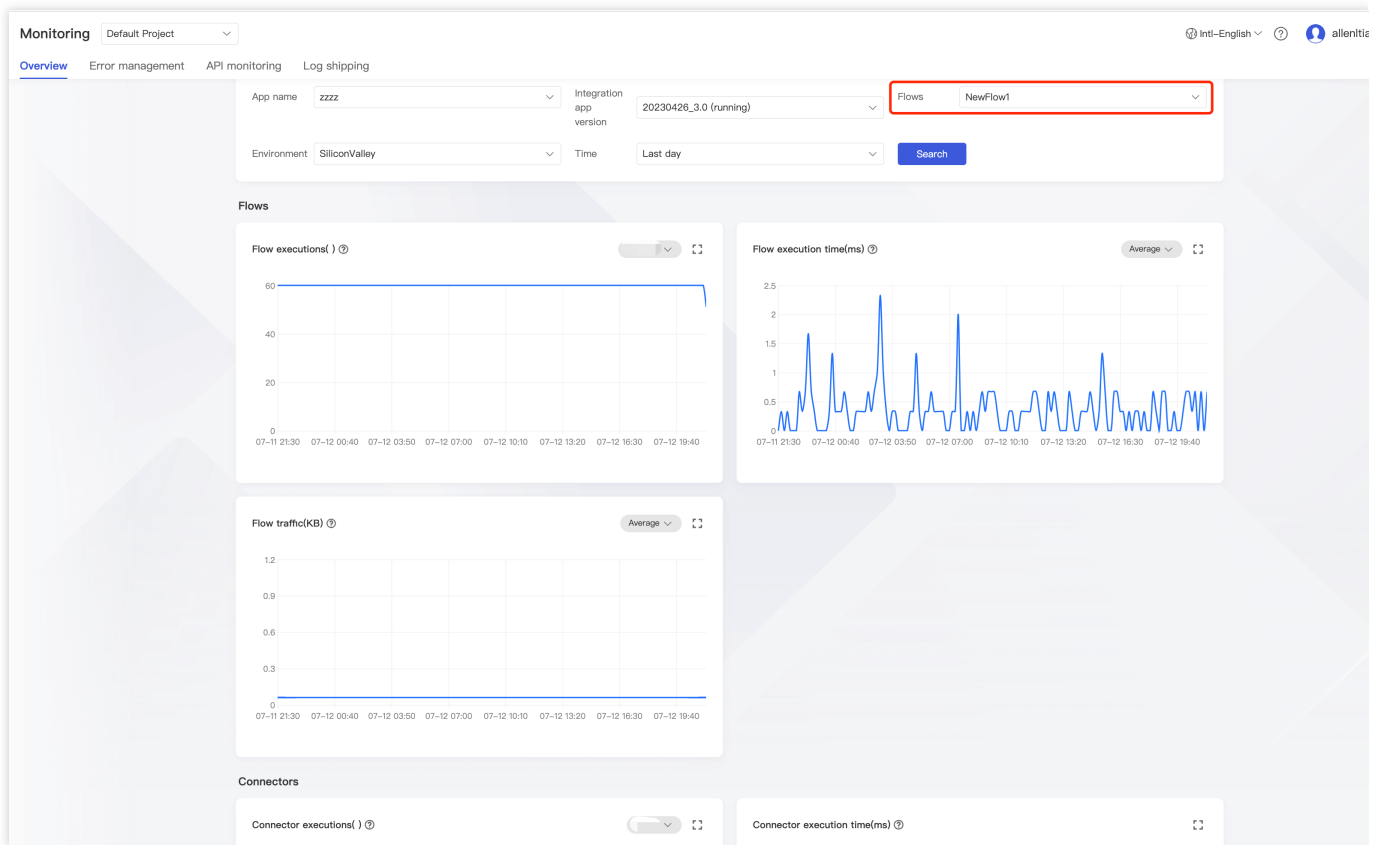 Monitoring Default Project Intl-English allenltia
Overview Error management API monitoring Log shipping
App name zzzz
Integration
app
version
20230426_3.0 (running)
Flows NewFlow1
Environment SiliconValley Time Last day Search
Flows
Flow executions( )
60
40
20
0
07-11 21:30 07-12 00:40 07-12 03:50 07-12 07:00 07-12 10:10 07-12 13:20 07-12 16:30 07-12 19:40
Flow execution time(ms) Average
2.5
2
1.5
1
0.5
0
07-11 21:30 07-12 00:40 07-12 03:50 07-12 07:00 07-12 10:10 07-12 13:20 07-12 16:30 07-12 19:40
Flow traffic(KB) Average
1.2
0.9
0.6
0.3
0
07-11 21:30 07-12 00:40 07-12 03:50 07-12 07:00 07-12 10:10 07-12 13:20 07-12 16:30 07-12 19:40
Connectors
Connector executions( )
Connector execution time(ms)